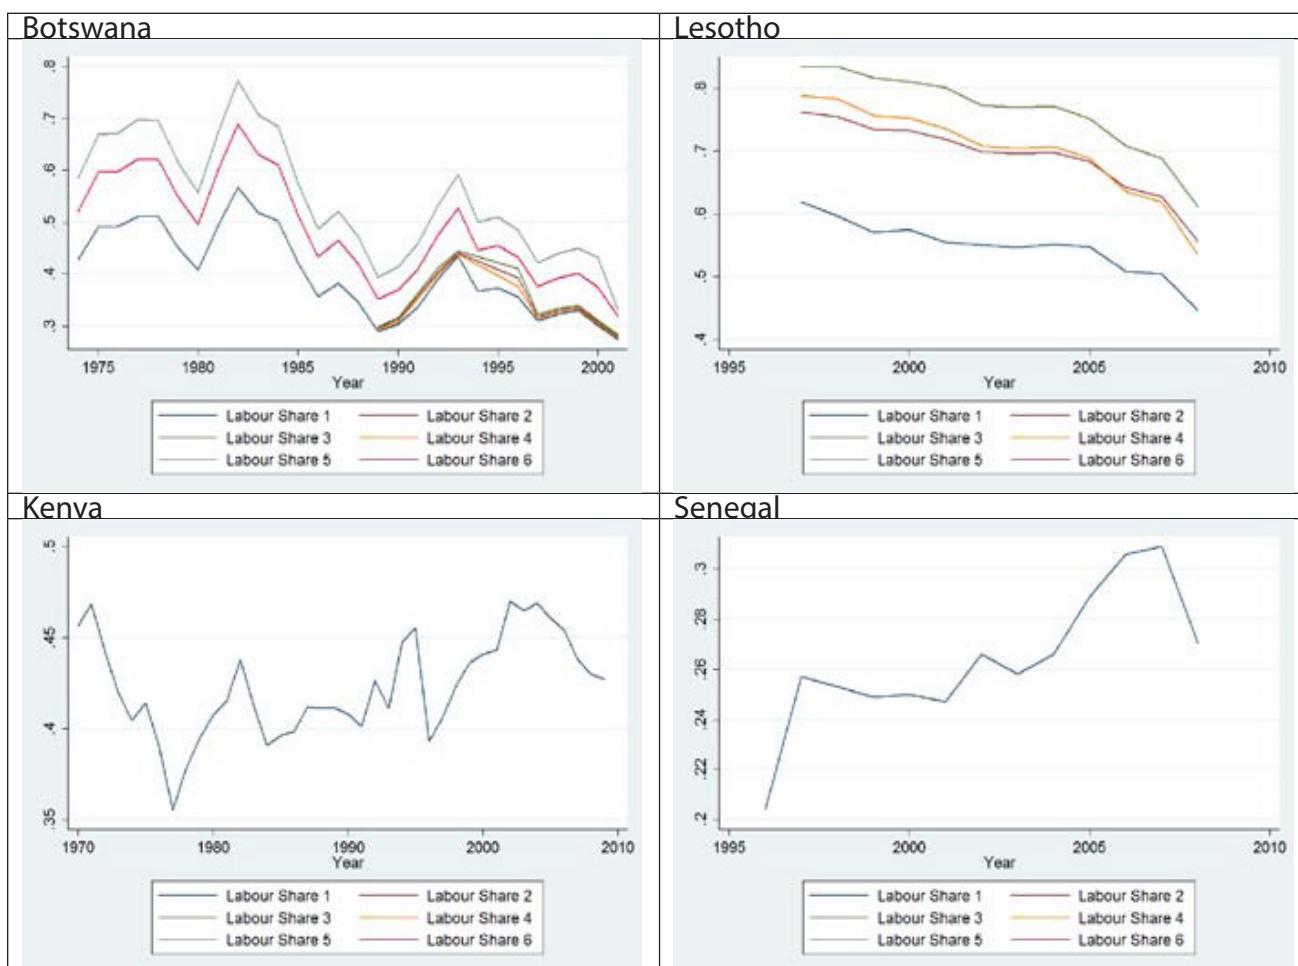 Botswana
.8
.7
.6
.5
.4
.3
1975 1980 1985 1990 1995 2000
Year
Labour Share 1 Labour Share 2
Labour Share 3 Labour Share 4
Labour Share 5 Labour Share 6
Lesotho
.8
.7
.6
.5
.4
1995 2000 2005 2010
Year
Labour Share 1 Labour Share 2
Labour Share 3 Labour Share 4
Labour Share 5 Labour Share 6
Kenya
.5
.45
.4
.35
1970 1980 1990 2000 2010
Year
Labour Share 1 Labour Share 2
Labour Share 3 Labour Share 4
Labour Share 5 Labour Share 6
Senegal
.3
.28
.26
.24
.22
.2
1995 2000 2005 2010
Year
Labour Share 1 Labour Share 2
Labour Share 3 Labour Share 4
Labour Share 5 Labour Share 6